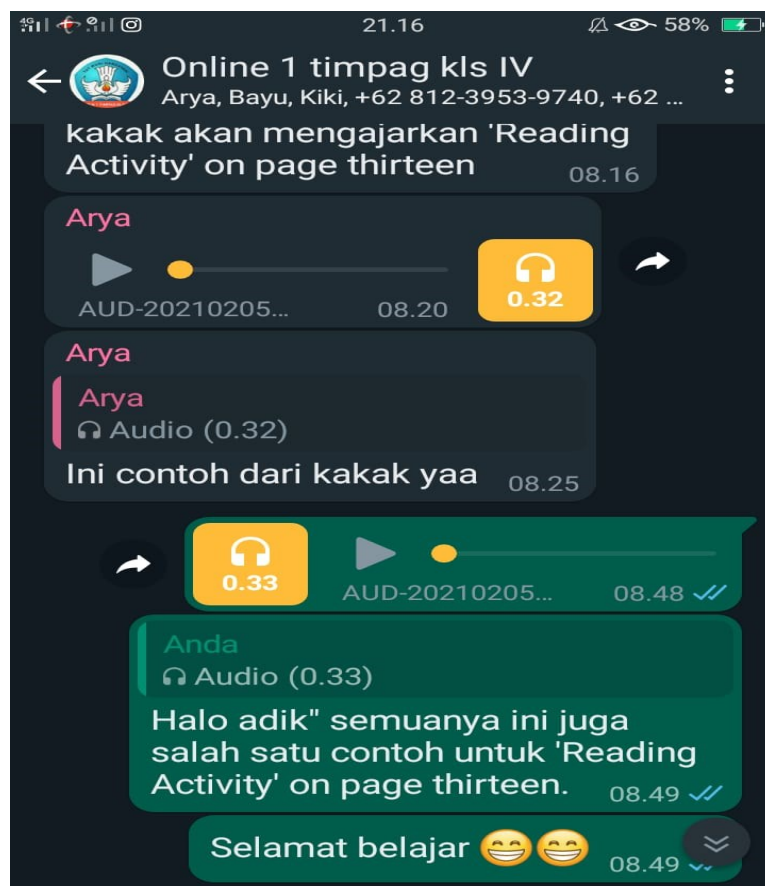 21.16
58%
Online 1 timpag kls IV
Arya, Bayu, Kiki, +62 812-3953-9740, +62 ...
kakak akan mengajarkan 'Reading
Activity' on page thirteen
08.16
Arya
0.32
AUD-20210205... 08.20
Arya
Arya
Audio (0.32)
Ini contoh dari kakak yaa 08.25
0.33
AUD-20210205... 08.48
Anda
Audio (0.33)
Halo adik" semuanya ini juga
salah satu contoh untuk 'Reading
Activity' on page thirteen. 08.49
Selamat belajar 😁😁 08.49